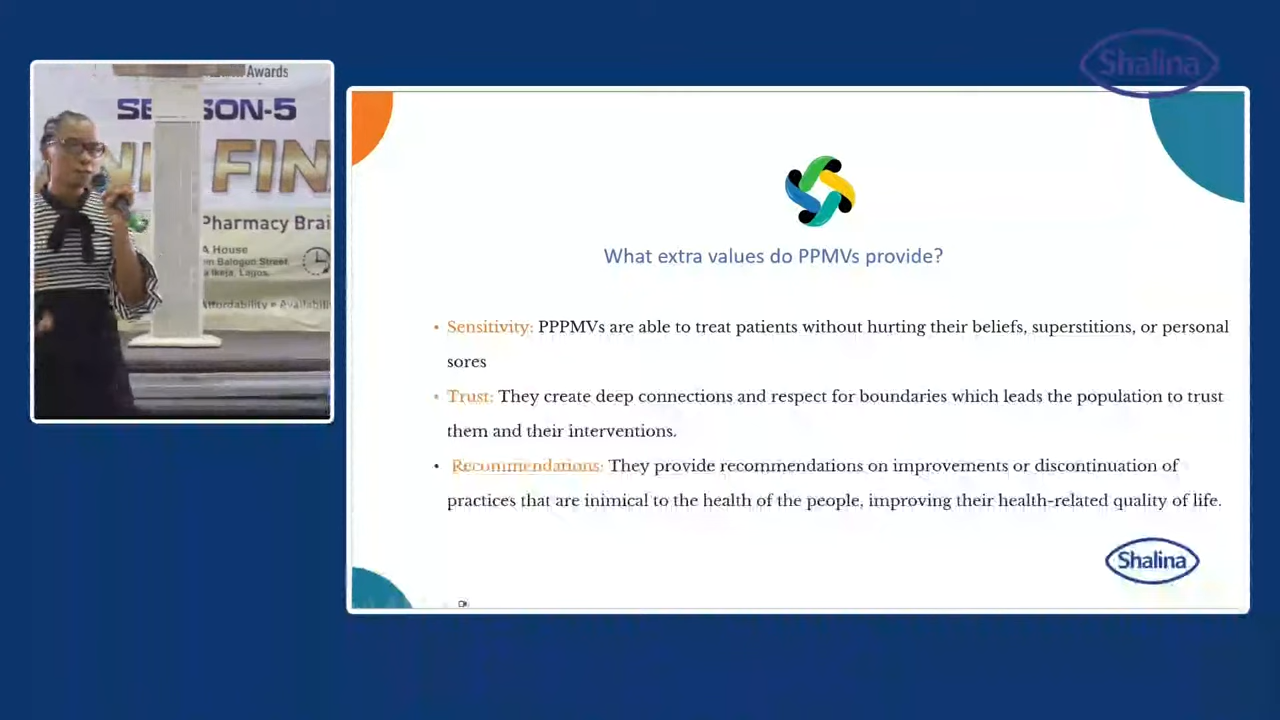 Awards
SON-5
FIN
Pharmacy Brai
A House
Balogun Street
Ikeja, Lagos,
Affordability
Availabili
Shalina
What extra values do PPMVs provide?
• Sensitivity: PPPMVs are able to treat patients without hurting their beliefs, superstitions, or personal
sores
• Trust: They create deep connections and respect for boundaries which leads the population to trust
them and their interventions.
• Recommendations: They provide recommendations on improvements or discontinuation of
practices that are inimical to the health of the people, improving their health-related quality of life.
Shalina